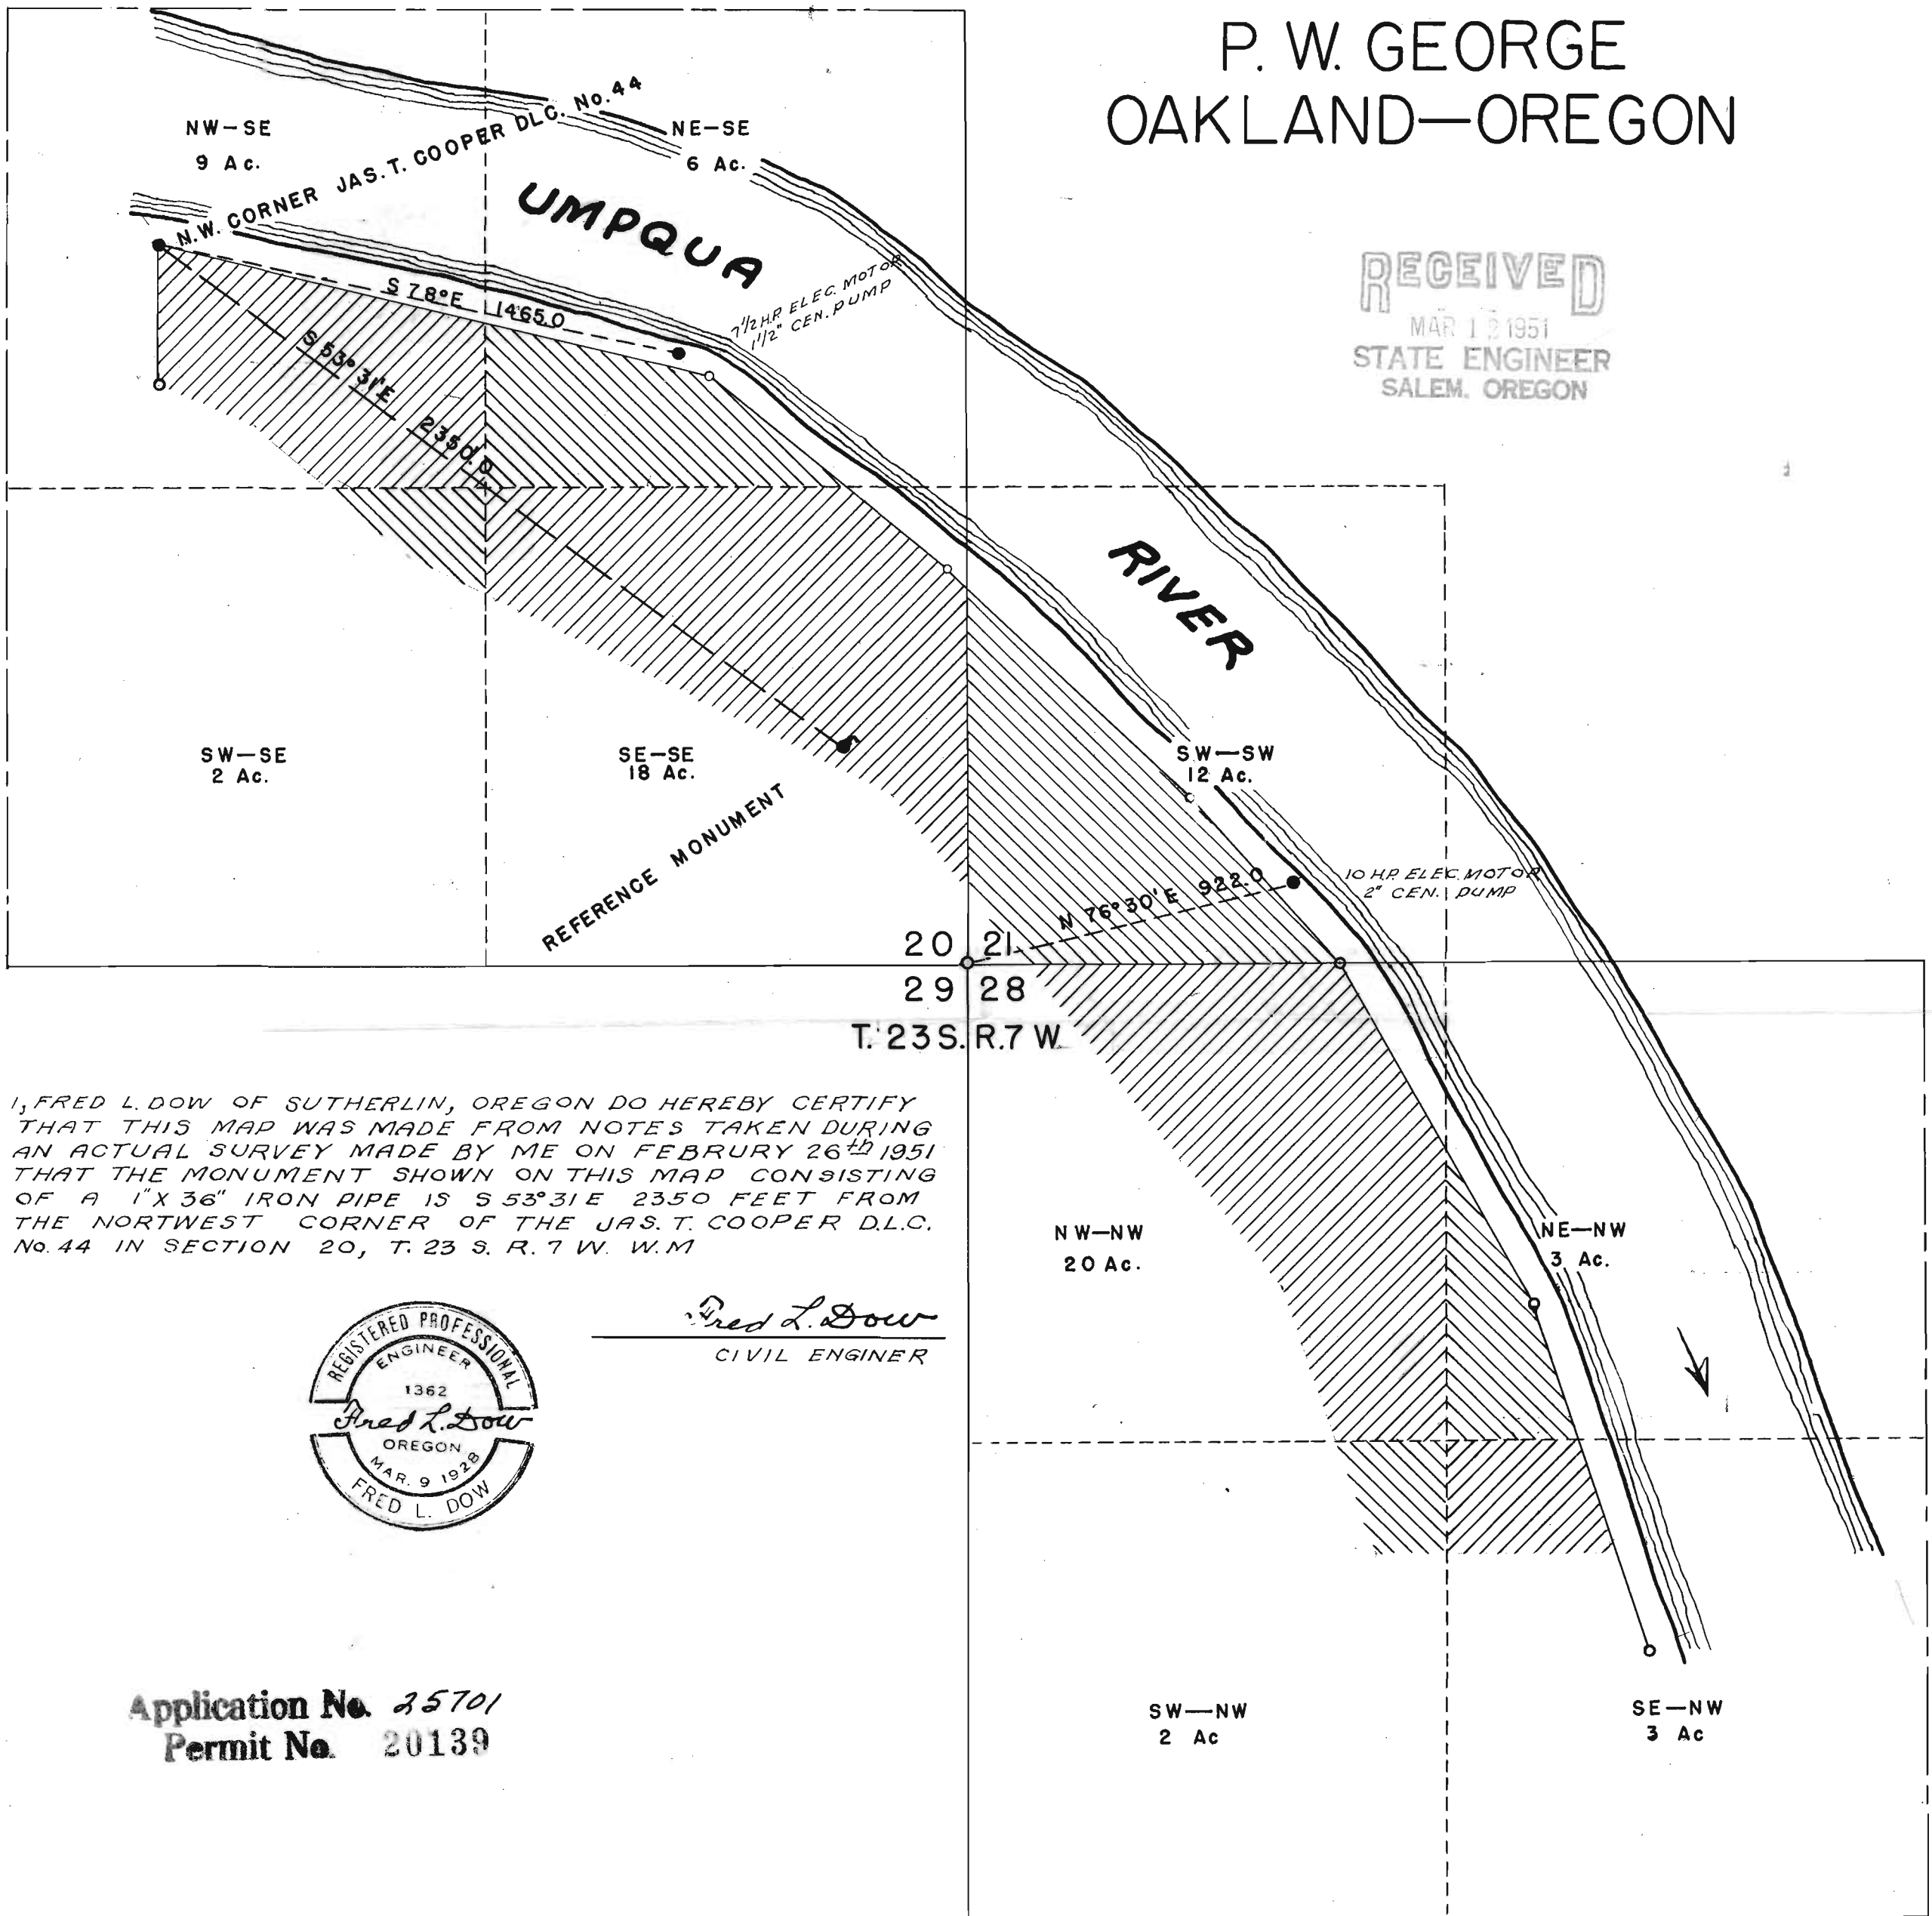 P. W. GEORGE
OAKLAND—OREGON
RECEIVED
MAR 1 1951
STATE ENGINEER
SALEM, OREGON
NW-SE
9 Ac.
N.W. CORNER JAS. T. COOPER DLC. No. 44
NE-SE
6 Ac.
UMPQUA
RIVER
7 1/2 H.P. ELEC. MOTOR
1 1/2" CEN. PUMP
S 78° E 1465.0
S 53° 31' E 2350.0
SW-SE
2 Ac.
SE-SE
18 Ac.
REFERENCE MONUMENT
SW—SW
12 Ac.
10 H.P. ELEC. MOTOR
2" CEN. PUMP
N 76° 30' E 922.0
20 21
29 28
T. 23 S. R. 7 W.
I, FRED L. DOW OF SUTHERLIN, OREGON DO HEREBY CERTIFY
THAT THIS MAP WAS MADE FROM NOTES TAKEN DURING
AN ACTUAL SURVEY MADE BY ME ON FEBRURY 26th 1951
THAT THE MONUMENT SHOWN ON THIS MAP CONSISTING
OF A 1" X 36" IRON PIPE IS S 53° 31 E 2350 FEET FROM
THE NORTWEST CORNER OF THE JAS. T. COOPER D.L.C.
No. 44 IN SECTION 20, T. 23 S. R. 7 W. W.M
Fred L. Dow
CIVIL ENGINER
REGISTERED PROFESSIONAL
ENGINEER
1362
Fred L. Dow
OREGON
MAR. 9 1928
FRED L. DOW
NW—NW
20 Ac.
NE—NW
3 Ac.
SW—NW
2 Ac
SE—NW
3 Ac
Application No. 25701
Permit No. 20139